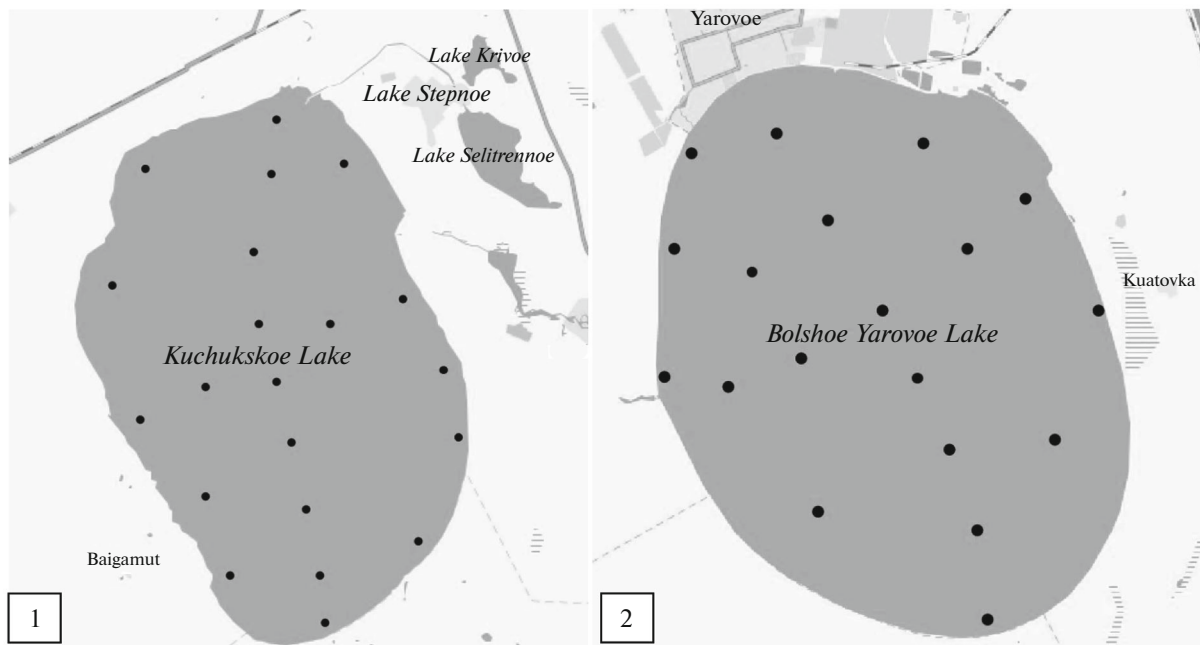 Lake Krivoe
Lake Stepnoe
Lake Selitrennoe
Kuchukskoe Lake
Baigamut
1
Yarovoe
Kuatovka
Bolshoe Yarovoe Lake
2